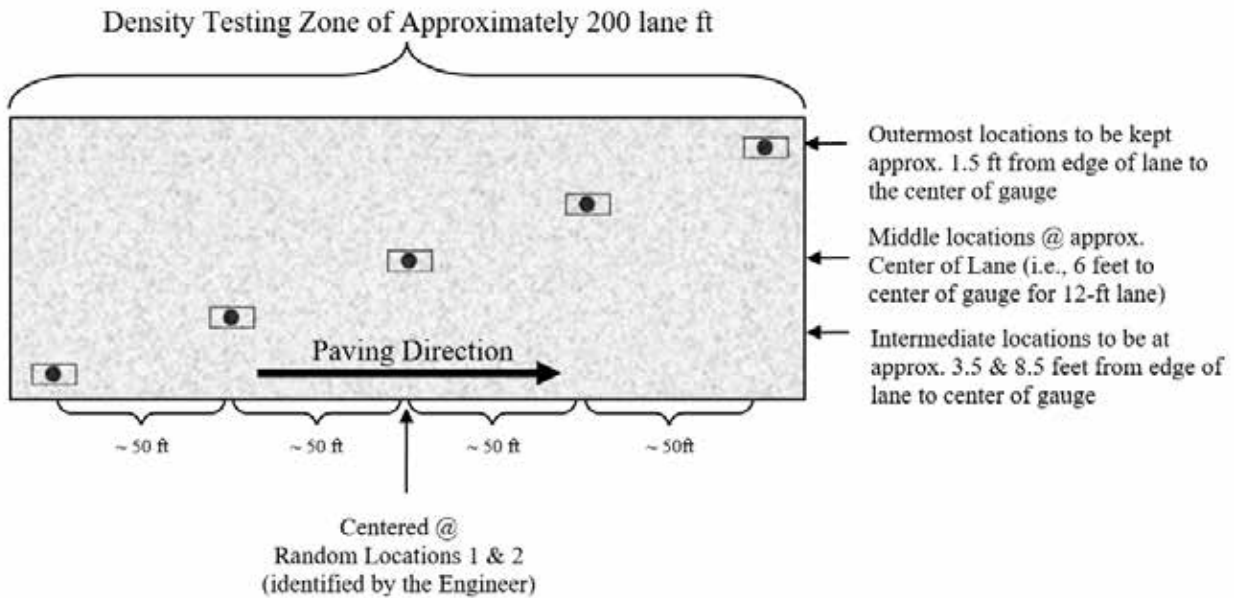 Density Testing Zone of Approximately 200 lane ft
Outermost locations to be kept
approx. 1.5 ft from edge of lane to
the center of gauge
Middle locations @ approx.
Center of Lane (i.e., 6 feet to
center of gauge for 12-ft lane)
Intermediate locations to be at
approx. 3.5 & 8.5 feet from edge of
lane to center of gauge
Paving Direction
~ 50 ft
~ 50 ft
~ 50 ft
~ 50ft
Centered @
Random Locations 1 & 2
(identified by the Engineer)